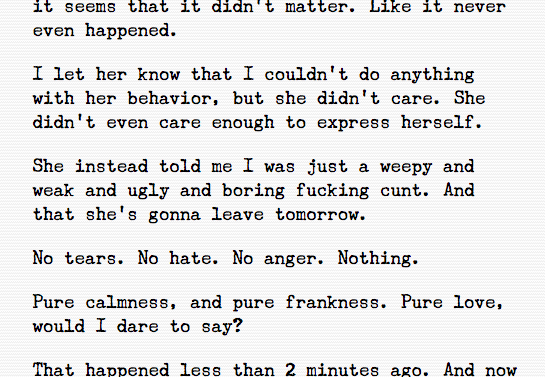 it seems that it didn't matter. Like it never
even happened.
I let her know that I couldn't do anything
with her behavior, but she didn't care. She
didn't even care enough to express herself.
She instead told me I was just a weepy and
weak and ugly and boring fucking cunt. And
that she's gonna leave tomorrow.
No tears. No hate. No anger. Nothing.
Pure calmness, and pure frankness. Pure love,
would I dare to say?
That happened less than 2 minutes ago. And now